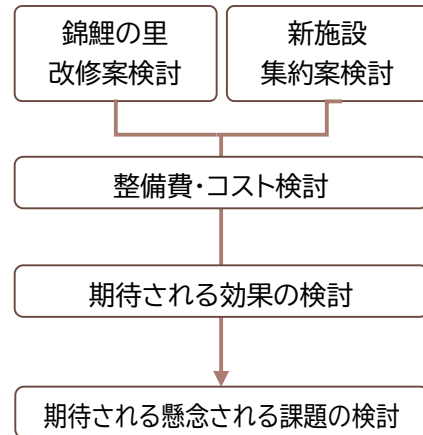 錦鯉の里
改修案検討
新施設
集約案検討
整備費・コスト検討
期待される効果の検討
期待される懸念される課題の検討